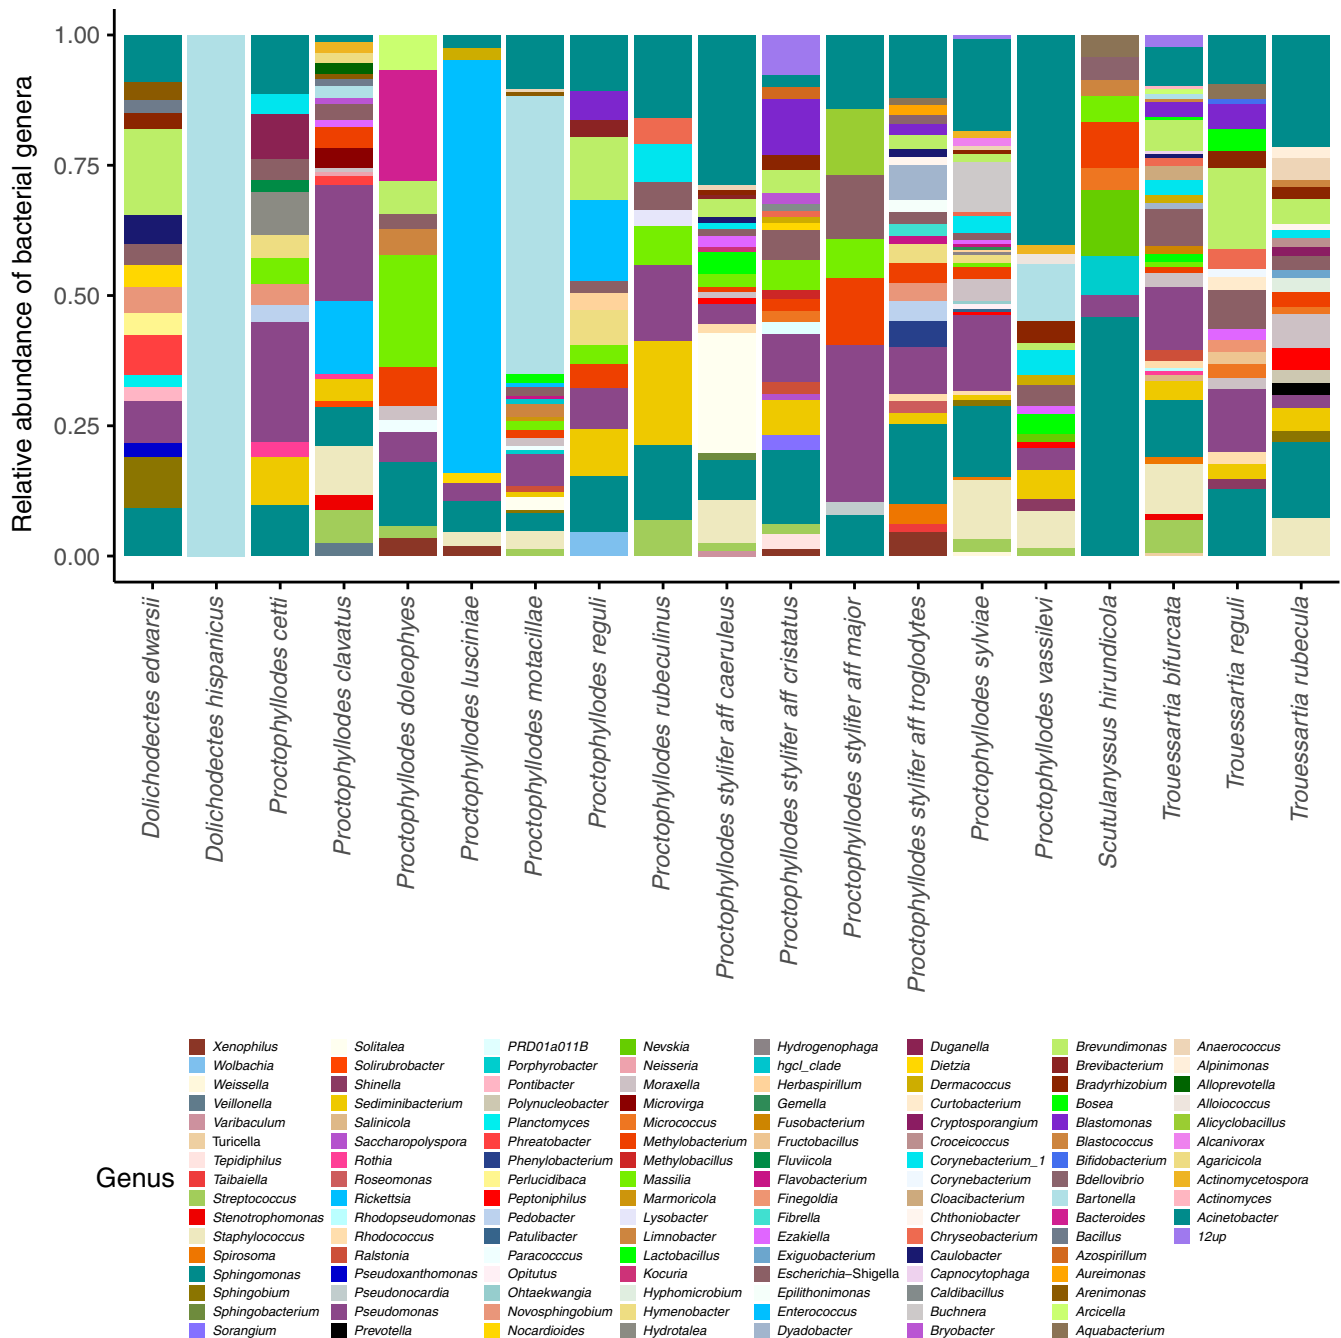 Relative abundance of bacterial genera
1.00
0.75
0.50
0.25
0.00
Dolichodectes edwarsii
Dolichodectes hispanicus
Proctophyllodes cetti
Proctophyllodes clavatus
Proctophyllodes doleophyes
Proctophyllodes lusciniae
Proctophyllodes motacillae
Proctophyllodes reguli
Proctophyllodes rubeculinus
Proctophyllodes stylifer aff caeruleus
Proctophyllodes stylifer aff cristatus
Proctophyllodes stylifer aff major
Proctophyllodes stylifer aff troglodytes
Proctophyllodes sylviae
Proctophyllodes vassilevi
Scutulanyssus hirundicola
Trouessartia bifurcata
Trouessartia reguli
Trouessartia rubecula
Genus
Xenophilus
Wolbachia
Weissella
Veillonella
Varibaculum
Turicella
Tepidiphilus
Taibaiella
Streptococcus
Stenotrophomonas
Staphylococcus
Spirosoma
Sphingomonas
Sphingobium
Sphingobacterium
Sorangium
Solitalea
Solirubrobacter
Shinella
Sediminibacterium
Salinicola
Saccharopolyspora
Rothia
Roseomonas
Rickettsia
Rhodopseudomonas
Rhodococcus
Ralstonia
Pseudoxanthomonas
Pseudonocardia
Pseudomonas
Prevotella
PRD01a011B
Porphyrobacter
Pontibacter
Polynucleobacter
Planctomyces
Phreatobacter
Phenylobacterium
Perlucidibaca
Peptoniphilus
Pedobacter
Patulibacter
Paracocccus
Opitutus
Ohtaekwangia
Novosphingobium
Nocardioides
Nevskia
Neisseria
Moraxella
Microvirga
Micrococcus
Methylobacterium
Methylobacillus
Massilia
Marmoricola
Lysobacter
Limnobacter
Lactobacillus
Kocuria
Hyphomicrobium
Hymenobacter
Hydrotalea
Hydrogenophaga
hgcl_clade
Herbaspirillum
Gemella
Fusobacterium
Fructobacillus
Fluviicola
Flavobacterium
Finegoldia
Fibrella
Ezakiella
Exiguobacterium
Escherichia−Shigella
Epilithonimonas
Enterococcus
Dyadobacter
Duganella
Dietzia
Dermacoccus
Curtobacterium
Cryptosporangium
Croceicoccus
Corynebacterium_1
Corynebacterium
Cloacibacterium
Chthoniobacter
Chryseobacterium
Caulobacter
Capnocytophaga
Caldibacillus
Buchnera
Bryobacter
Brevundimonas
Brevibacterium
Bradyrhizobium
Bosea
Blastomonas
Blastococcus
Bifidobacterium
Bdellovibrio
Bartonella
Bacteroides
Bacillus
Azospirillum
Aureimonas
Arenimonas
Arcicella
Aquabacterium
Anaerococcus
Alpinimonas
Alloprevotella
Alloiococcus
Alicyclobacillus
Alcanivorax
Agaricicola
Actinomycetospora
Actinomyces
Acinetobacter
12up